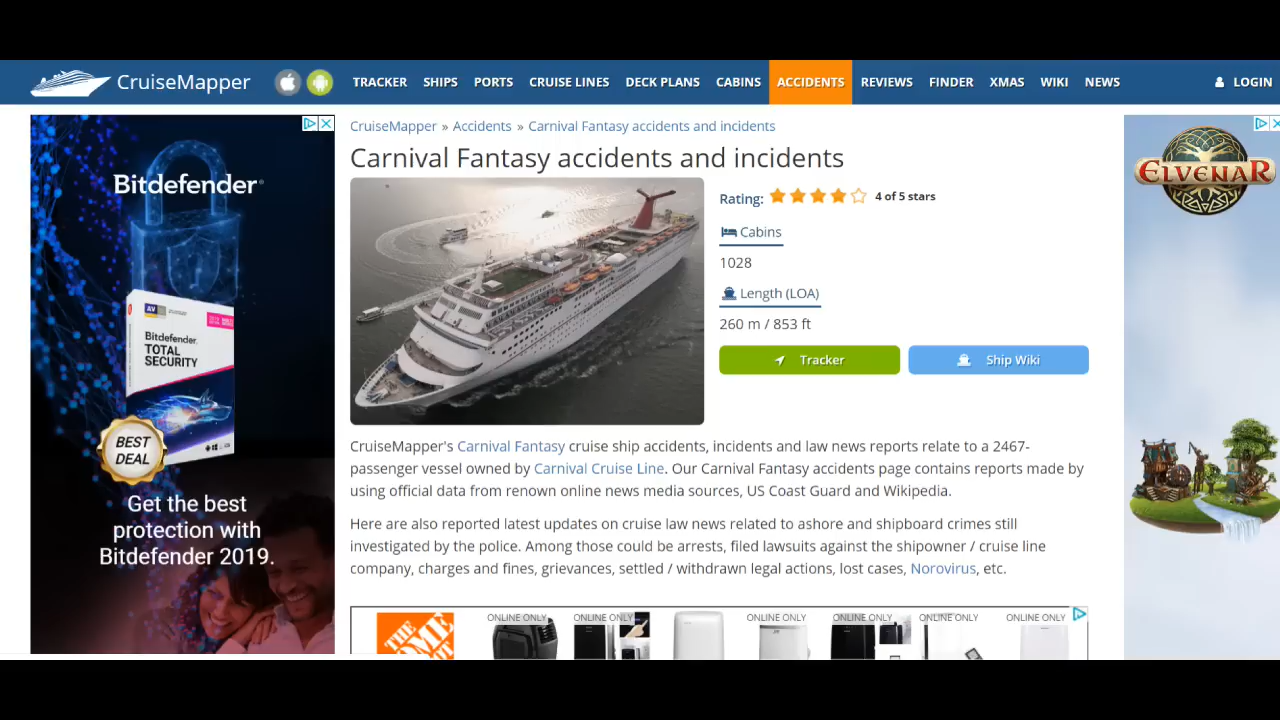 CruiseMapper
TRACKER SHIPS PORTS CRUISE LINES DECK PLANS CABINS ACCIDENTS REVIEWS FINDER XMAS WIKI NEWS LOGIN
CruiseMapper » Accidents » Carnival Fantasy accidents and incidents
Carnival Fantasy accidents and incidents
Rating: 4 of 5 stars
Cabins
1028
Length (LOA)
260 m / 853 ft
Tracker Ship Wiki
CruiseMapper's Carnival Fantasy cruise ship accidents, incidents and law news reports relate to a 2467-
passenger vessel owned by Carnival Cruise Line. Our Carnival Fantasy accidents page contains reports made by
using official data from renown online news media sources, US Coast Guard and Wikipedia.
Here are also reported latest updates on cruise law news related to ashore and shipboard crimes still
investigated by the police. Among those could be arrests, filed lawsuits against the shipowner / cruise line
company, charges and fines, grievances, settled / withdrawn legal actions, lost cases, Norovirus, etc.
Bitdefender
AV
Bitdefender
TOTAL
SECURITY
BEST
DEAL
Get the best
protection with
Bitdefender 2019.
ELVENAR
THE
HOME
ONLINE ONLY ONLINE ONLY ONLINE ONLY ONLINE ONLY ONLINE ONLY ONLINE ONLY